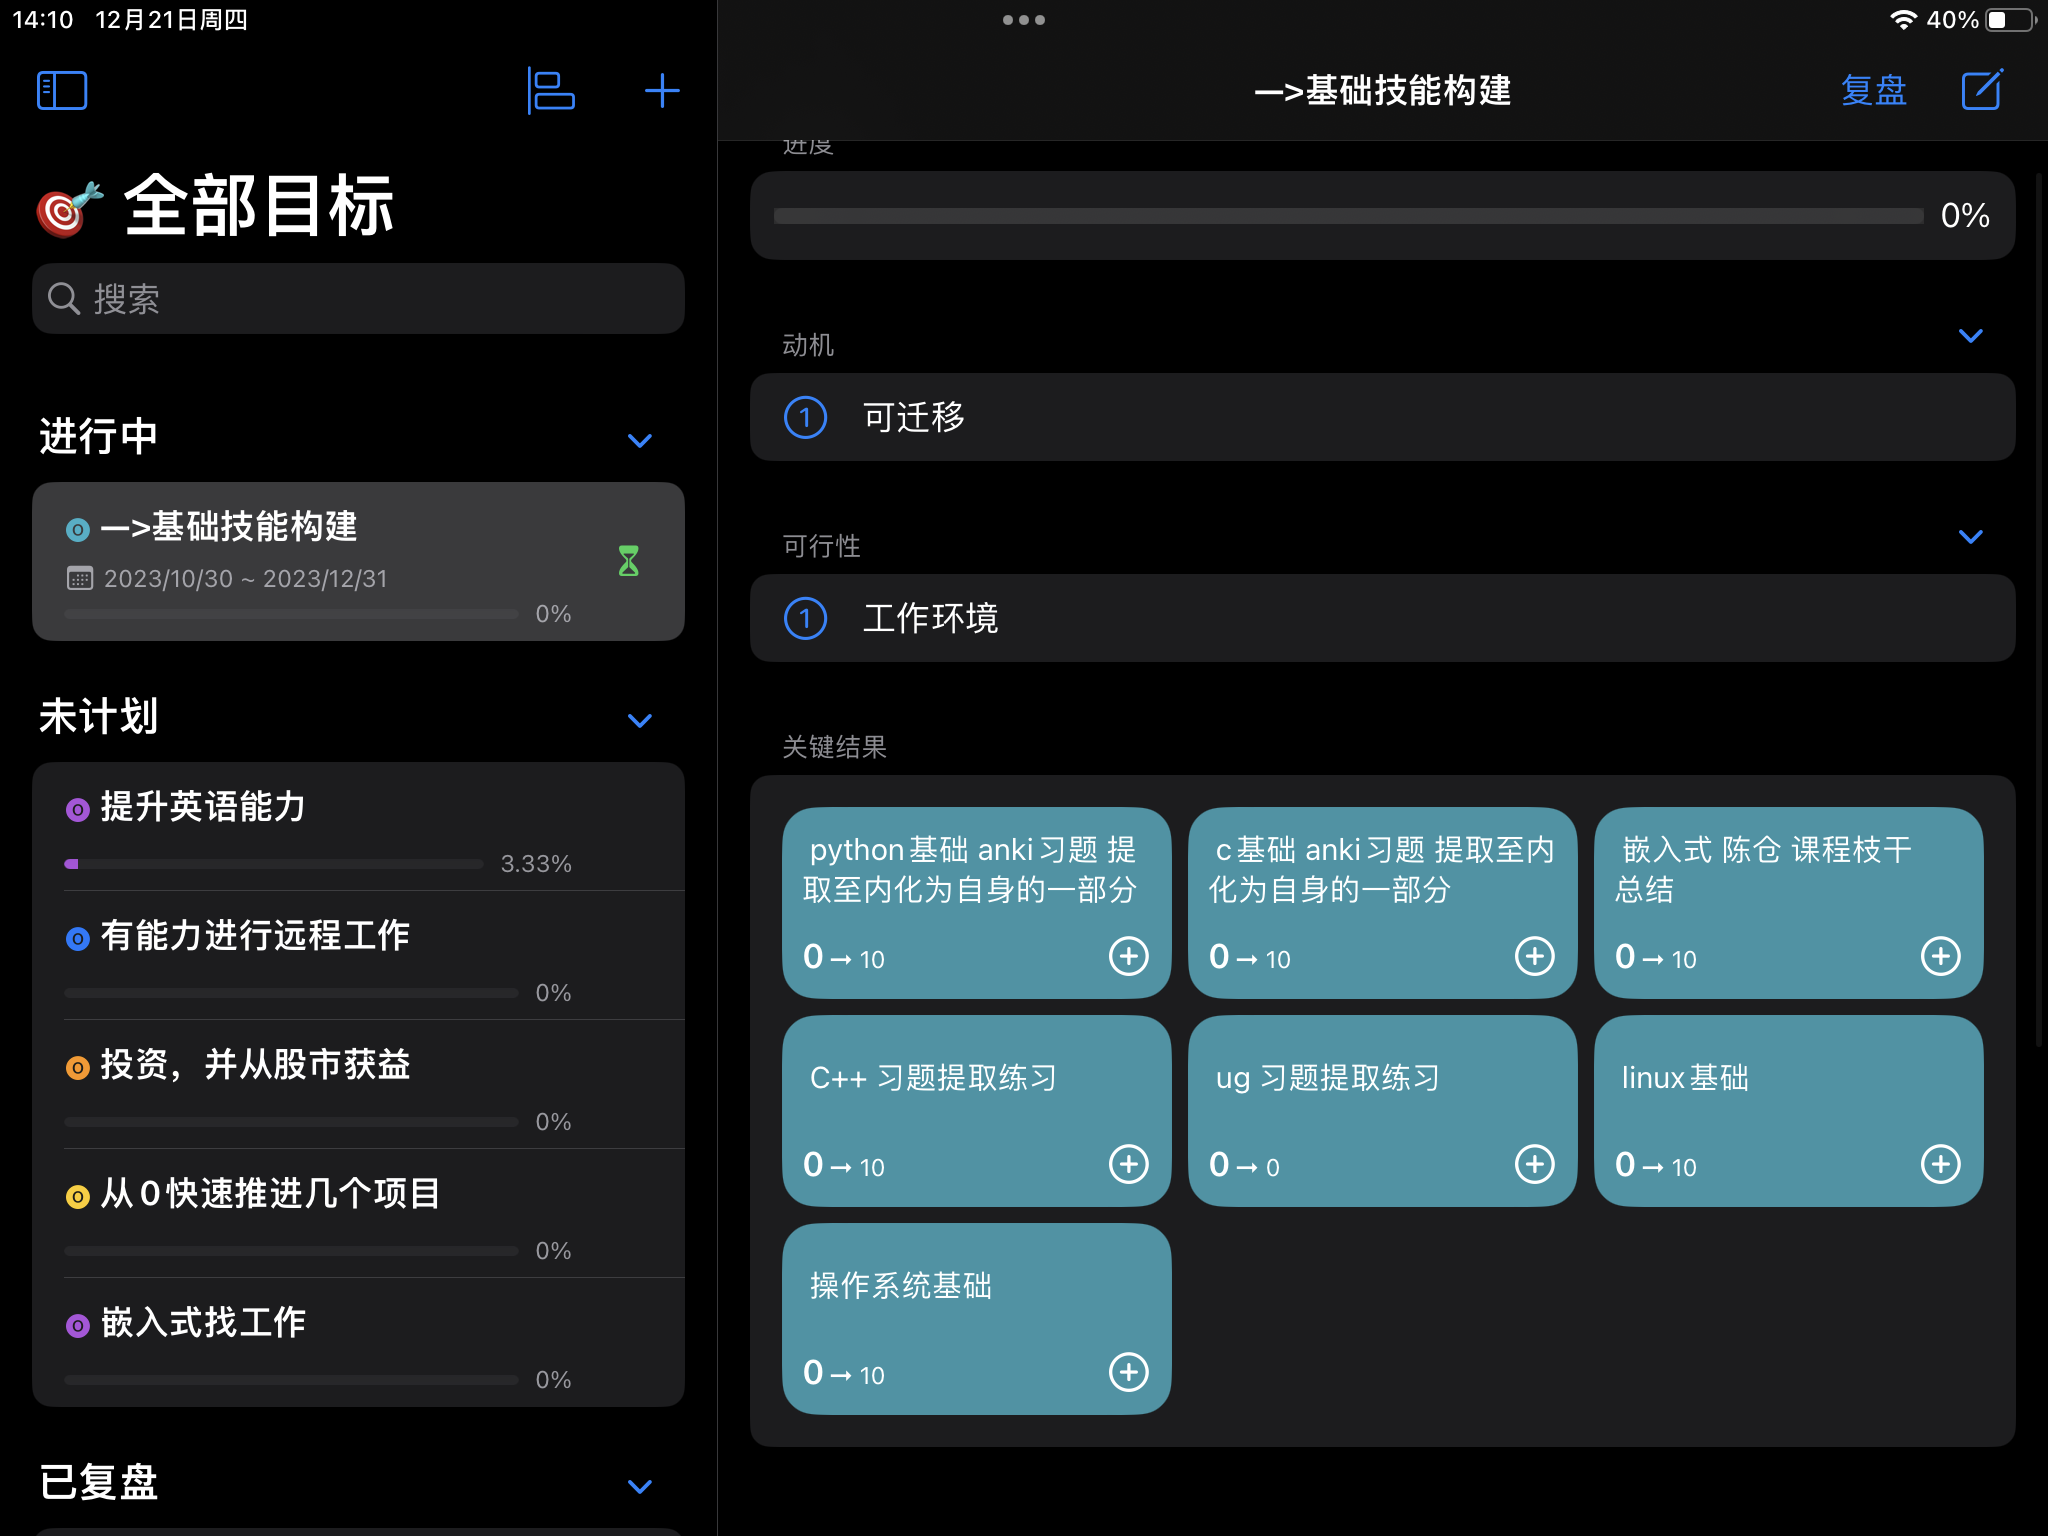 14:10 12月21日周四
40%
全部目标
搜索
进行中
一>基础技能构建
2023/10/30 ~ 2023/12/31
0%
未计划
提升英语能力
3.33%
有能力进行远程工作
0%
投资，并从股市获益
0%
从0快速推进几个项目
0%
嵌入式找工作
0%
已复盘
一>基础技能构建
复盘
进度
0%
动机
1 可迁移
可行性
1 工作环境
关键结果
python基础 anki习题 提
取至内化为自身的一部分
0→10
c基础 anki习题 提取至内
化为自身的一部分
0→10
嵌入式 陈仓 课程枝干
总结
0→10
C++ 习题提取练习
0→10
ug 习题提取练习
0→0
linux基础
0→10
操作系统基础
0→10